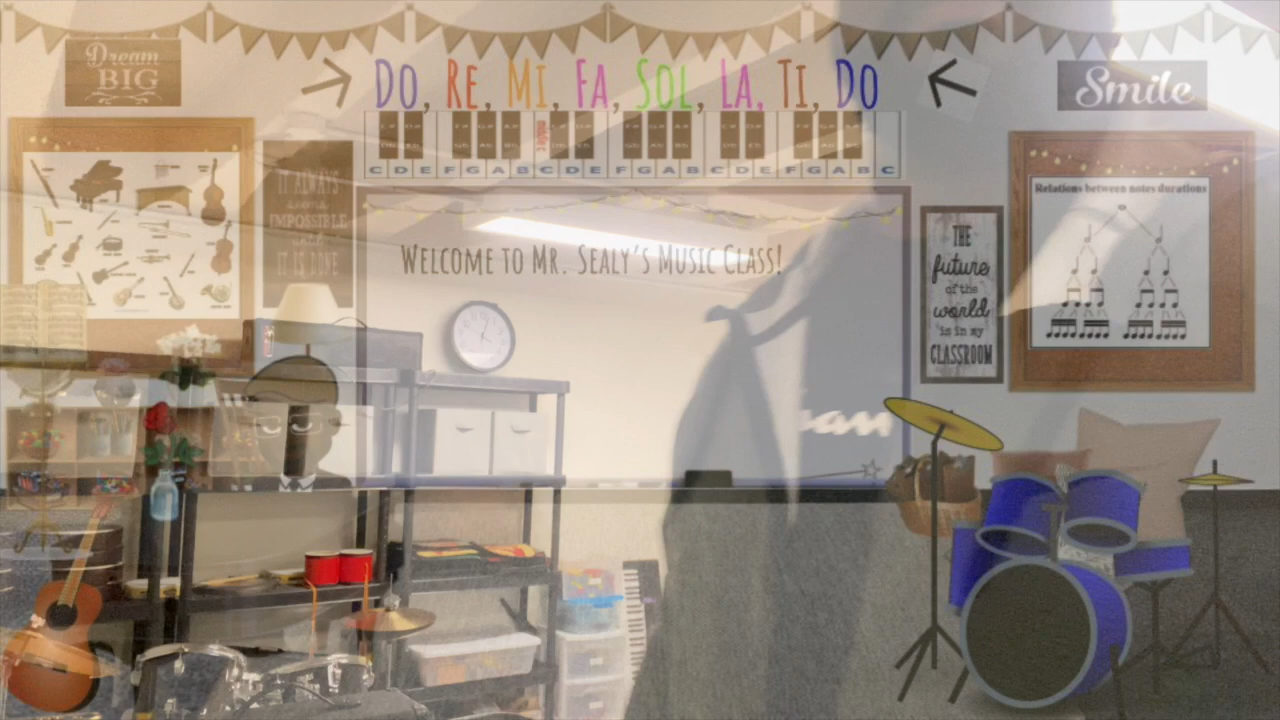 Dream
BIG
DO, RE, MI, FA, SOL, LA, TI, DO
Smile
C D E F G A B C D E F G A B C D E F G A B C
IT ALWAYS
seems
IMPOSSIBLE
until
IT IS DONE
WELCOME TO MR. SEALY'S MUSIC CLASS!
THE
future
of the
world
is in my
CLASSROOM
Relations between notes durations